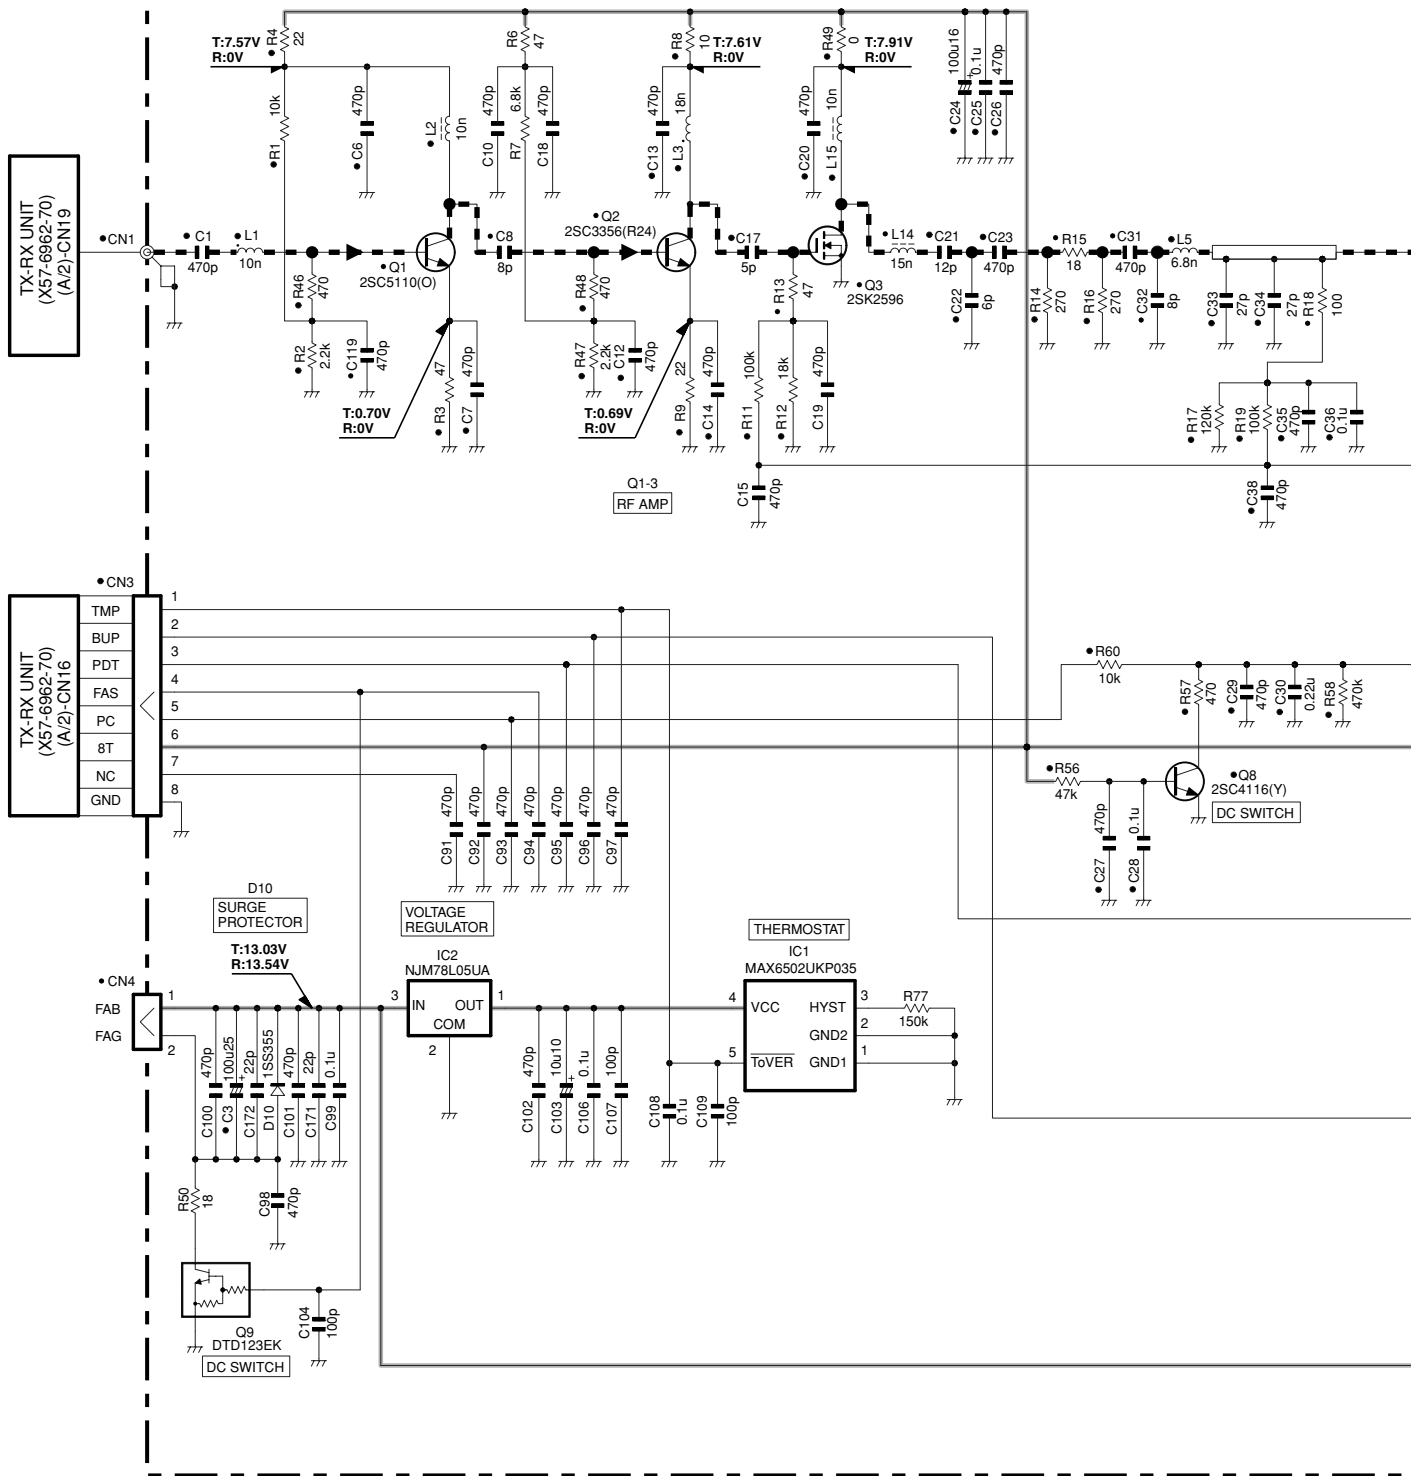 TX-RX UNIT
(X57-6962-70)
(A/2)-CN19
●CN1
●C1
470p
●L1
10n
T:7.57V
R:0V
●R4
22
10k
●R1
470p
●C6
●L2
10n
●R46
470
●R2
2.2k
●C119
470p
●Q1
2SC5110(O)
T:0.70V
R:0V
47
●R3
470p
●C7
●C8
8p
R6
47
470p
C10
6.8k
R7
470p
C18
●Q2
2SC3356(R24)
●R48
470
●R47
2.2k
●C12
470p
T:0.69V
R:0V
22
●R9
470p
●C14
●R8
10
T:7.61V
R:0V
470p
●C13
18n
●L3
●C17
5p
●R13
47
100k
●R11
18k
●R12
470p
C19
C15
470p
Q1-3
RF AMP
●R49
0
T:7.91V
R:0V
470p
●C20
10n
●L15
●Q3
2SK2596
●L14
15n
●C21
12p
●C22
6p
●C23
470p
100u16
+
●C24
0.1u
●C25
470p
●C26
●R14
270
●R15
18
●R16
270
●C31
470p
●C32
8p
●L5
6.8n
●C33
27p
●C34
27p
●R18
100
●R17
120k
●R19
100k
●C35
470p
●C36
0.1u
●C38
470p
●CN3
TX-RX UNIT
(X57-6962-70)
(A/2)-CN16
TMP
1
BUP
2
PDT
3
FAS
4
PC
5
8T
6
NC
7
GND
8
470p
C91
470p
C92
470p
C93
470p
C94
470p
C95
470p
C96
470p
C97
●R60
10k
●R57
470
●C29
470p
●C30
0.22u
●R58
470k
●R56
47k
470p
●C27
0.1u
●C28
●Q8
2SC4116(Y)
DC SWITCH
D10
SURGE
PROTECTOR
T:13.03V
R:13.54V
●CN4
FAB
1
FAG
2
470p
C100
100u25
+
●C3
22p
C172
1SS355
D10
470p
C101
22p
C171
0.1u
C99
R50
18
C98
470p
Q9
DTD123EK
DC SWITCH
C104
100p
VOLTAGE
REGULATOR
IC2
NJM78L05UA
3
IN
OUT
1
COM
2
470p
C102
10u10
+
C103
0.1u
C106
100p
C107
C108
0.1u
C109
100p
THERMOSTAT
IC1
MAX6502UKP035
4
VCC
HYST
3
R77
150k
GND2
2
5
ToVER
GND1
1